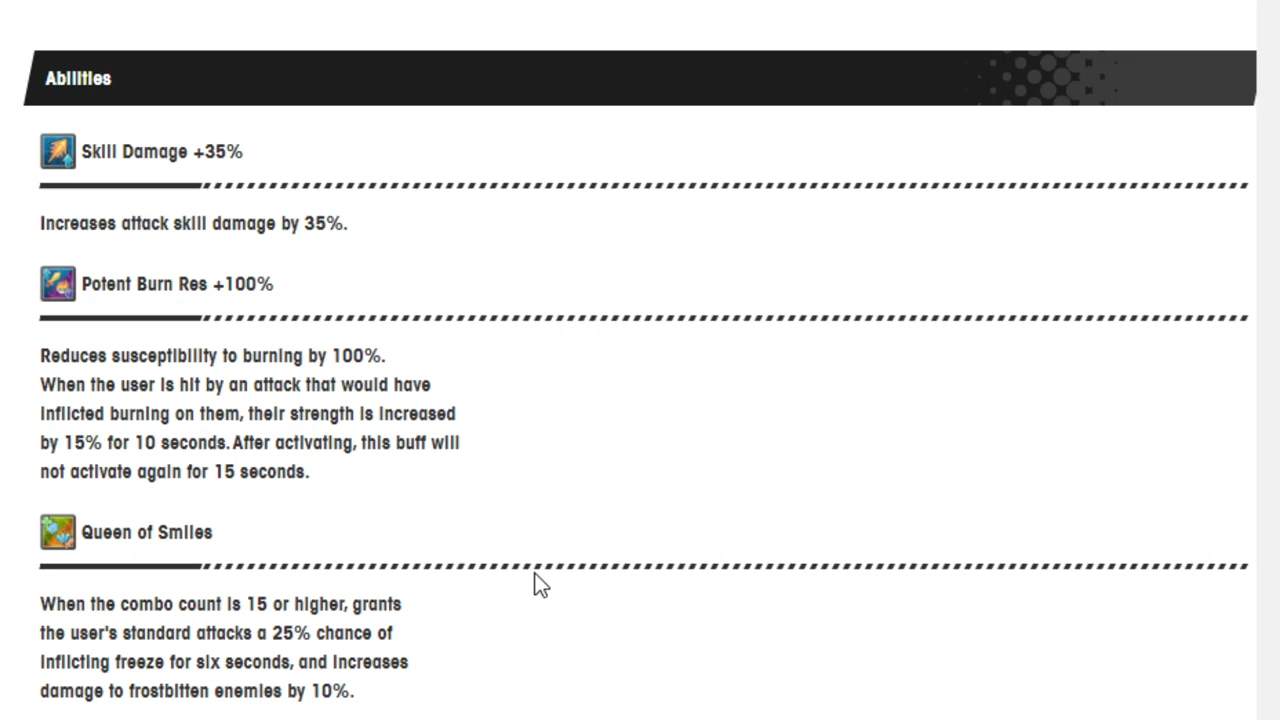 Abilities
Skill Damage +35%
Increases attack skill damage by 35%.
Potent Burn Res +100%
Reduces susceptibility to burning by 100%.
When the user is hit by an attack that would have
inflicted burning on them, their strength is increased
by 15% for 10 seconds. After activating, this buff will
not activate again for 15 seconds.
Queen of Smiles
When the combo count is 15 or higher, grants
the user's standard attacks a 25% chance of
inflicting freeze for six seconds, and increases
damage to frostbitten enemies by 10%.